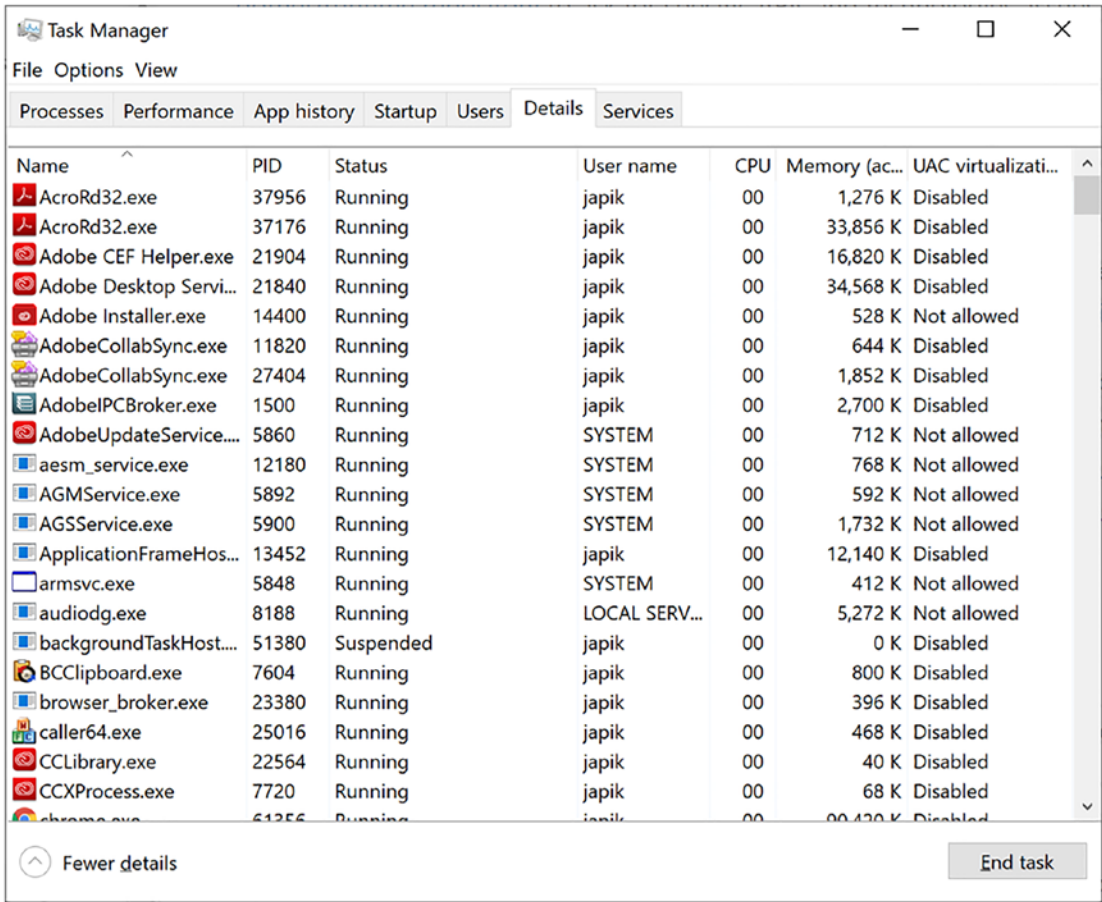 Task Manager
File Options View
Processes Performance App history Startup Users Details Services
Name PID Status User name CPU Memory (ac... UAC virtualizati...
AcroRd32.exe 37956 Running japik 00 1,276 K Disabled
AcroRd32.exe 37176 Running japik 00 33,856 K Disabled
Adobe CEF Helper.exe 21904 Running japik 00 16,820 K Disabled
Adobe Desktop Servi... 21840 Running japik 00 34,568 K Disabled
Adobe Installer.exe 14400 Running japik 00 528 K Not allowed
AdobeCollabSync.exe 11820 Running japik 00 644 K Disabled
AdobeCollabSync.exe 27404 Running japik 00 1,852 K Disabled
AdobeIPCBroker.exe 1500 Running japik 00 2,700 K Disabled
AdobeUpdateService.... 5860 Running SYSTEM 00 712 K Not allowed
aesm_service.exe 12180 Running SYSTEM 00 768 K Not allowed
AGMService.exe 5892 Running SYSTEM 00 592 K Not allowed
AGSService.exe 5900 Running SYSTEM 00 1,732 K Not allowed
ApplicationFrameHos... 13452 Running japik 00 12,140 K Disabled
armsvc.exe 5848 Running SYSTEM 00 412 K Not allowed
audiodg.exe 8188 Running LOCAL SERV... 00 5,272 K Not allowed
backgroundTaskHost.... 51380 Suspended japik 00 0 K Disabled
BCClipboard.exe 7604 Running japik 00 800 K Disabled
browser_broker.exe 23380 Running japik 00 396 K Disabled
caller64.exe 25016 Running japik 00 468 K Disabled
CCLibrary.exe 22564 Running japik 00 40 K Disabled
CCXProcess.exe 7720 Running japik 00 68 K Disabled
chrome.exe 61356 Running japik 00 90,420 K Disabled
Fewer details End task